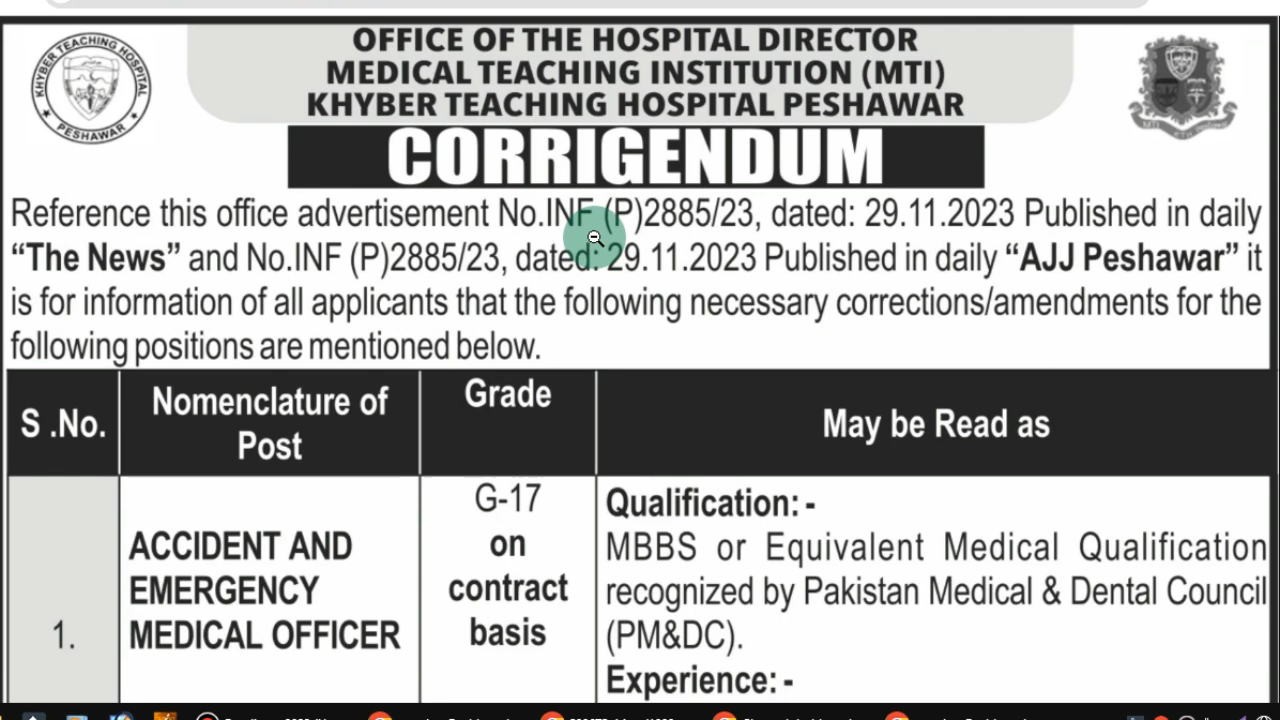 KHYBER TEACHING HOSPITAL
PESHAWAR
OFFICE OF THE HOSPITAL DIRECTOR
MEDICAL TEACHING INSTITUTION (MTI)
KHYBER TEACHING HOSPITAL PESHAWAR
CORRIGENDUM
Reference this office advertisement No.INF (P)2885/23, dated: 29.11.2023 Published in daily
“The News” and No.INF (P)2885/23, dated: 29.11.2023 Published in daily “AJJ Peshawar” it
is for information of all applicants that the following necessary corrections/amendments for the
following positions are mentioned below.
S .No.
Nomenclature of
Post
Grade
May be Read as
1.
ACCIDENT AND
EMERGENCY
MEDICAL OFFICER
G-17
on
contract
basis
Qualification: -
MBBS or Equivalent Medical Qualification
recognized by Pakistan Medical & Dental Council
(PM&DC).
Experience: -